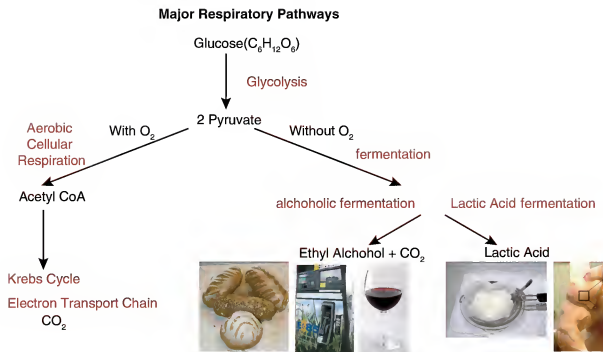 Major Respiratory Pathways
Glucose(C6H12O6)
Glycolysis
2 Pyruvate
With O2
Without O2
Aerobic
Cellular
Respiration
fermentation
Acetyl CoA
alchoholic fermentation
Lactic Acid fermentation
Ethyl Alchohol + CO2
Lactic Acid
Krebs Cycle
Electron Transport Chain
CO2